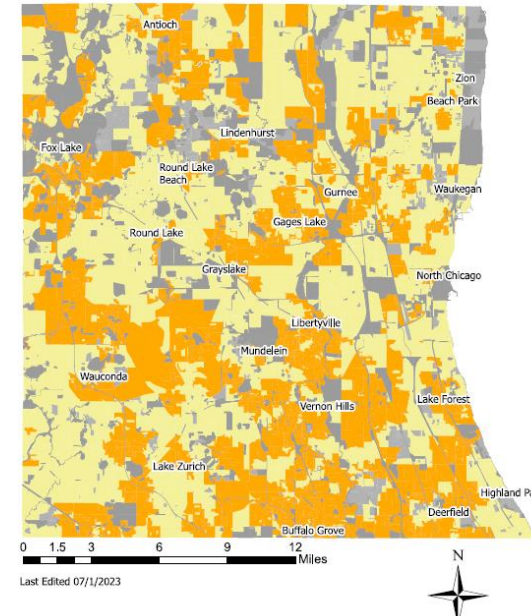 Antioch
Zion
Beach Park
Lindenhurst
Fox Lake
Round Lake
Beach
Gurnee
Waukegan
Gages Lake
Round Lake
Grayslake
North Chicago
Libertyville
Mundelein
Wauconda
Vernon Hills
Lake Forest
Lake Zurich
Highland Pa
Deerfield
Buffalo Grove
0 1.5 3 6 9 12
Miles
Last Edited 07/1/2023
N